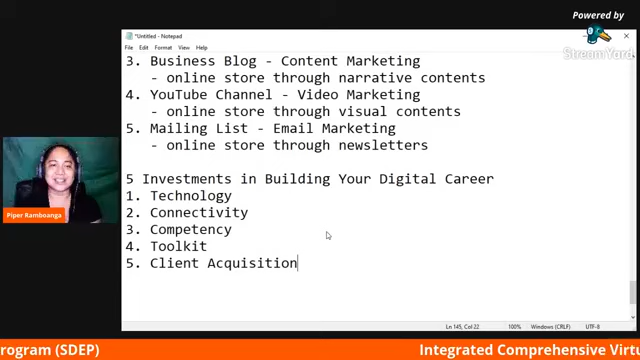 Powered by
StreamYard
*Untitled - Notepad
File Edit Format View Help
3. Business Blog - Content Marketing
- online store through narrative contents
4. YouTube Channel - Video Marketing
- online store through visual contents
5. Mailing List - Email Marketing
- online store through newsletters
5 Investments in Building Your Digital Career
1. Technology
2. Connectivity
3. Competency
4. Toolkit
5. Client Acquisition
Piper Ramboanga
Ln 145, Col 22 100% Windows (CRLF) UTF-8
rogram (SDEP) Integrated Comprehensive Virtu